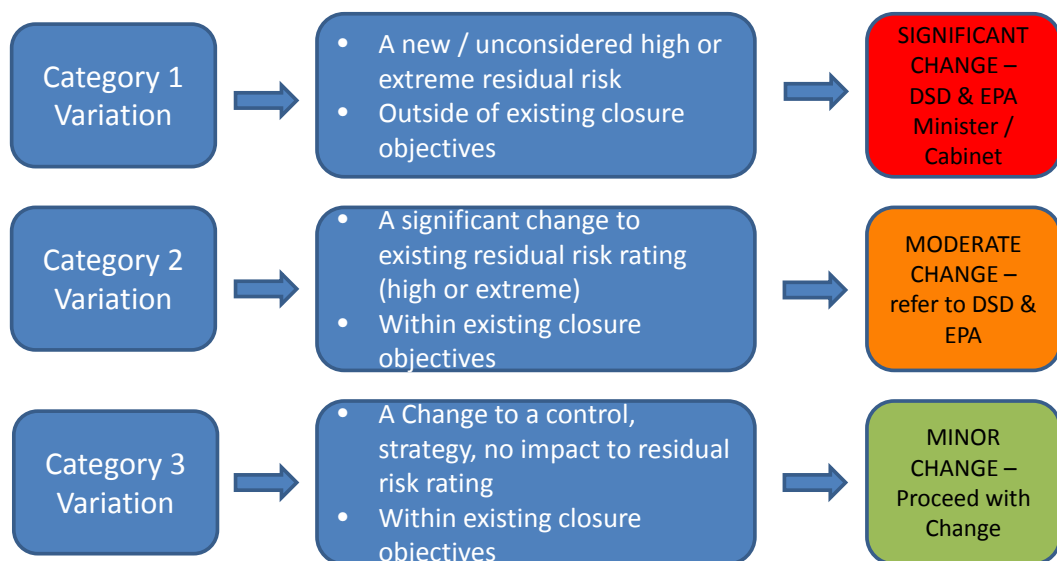 Category 1
Variation
• A new / unconsidered high or
extreme residual risk
• Outside of existing closure
objectives
SIGNIFICANT
CHANGE –
DSD & EPA
Minister /
Cabinet
Category 2
Variation
• A significant change to
existing residual risk rating
(high or extreme)
• Within existing closure
objectives
MODERATE
CHANGE –
refer to DSD &
EPA
Category 3
Variation
• A Change to a control,
strategy, no impact to residual
risk rating
• Within existing closure
objectives
MINOR
CHANGE –
Proceed with
Change